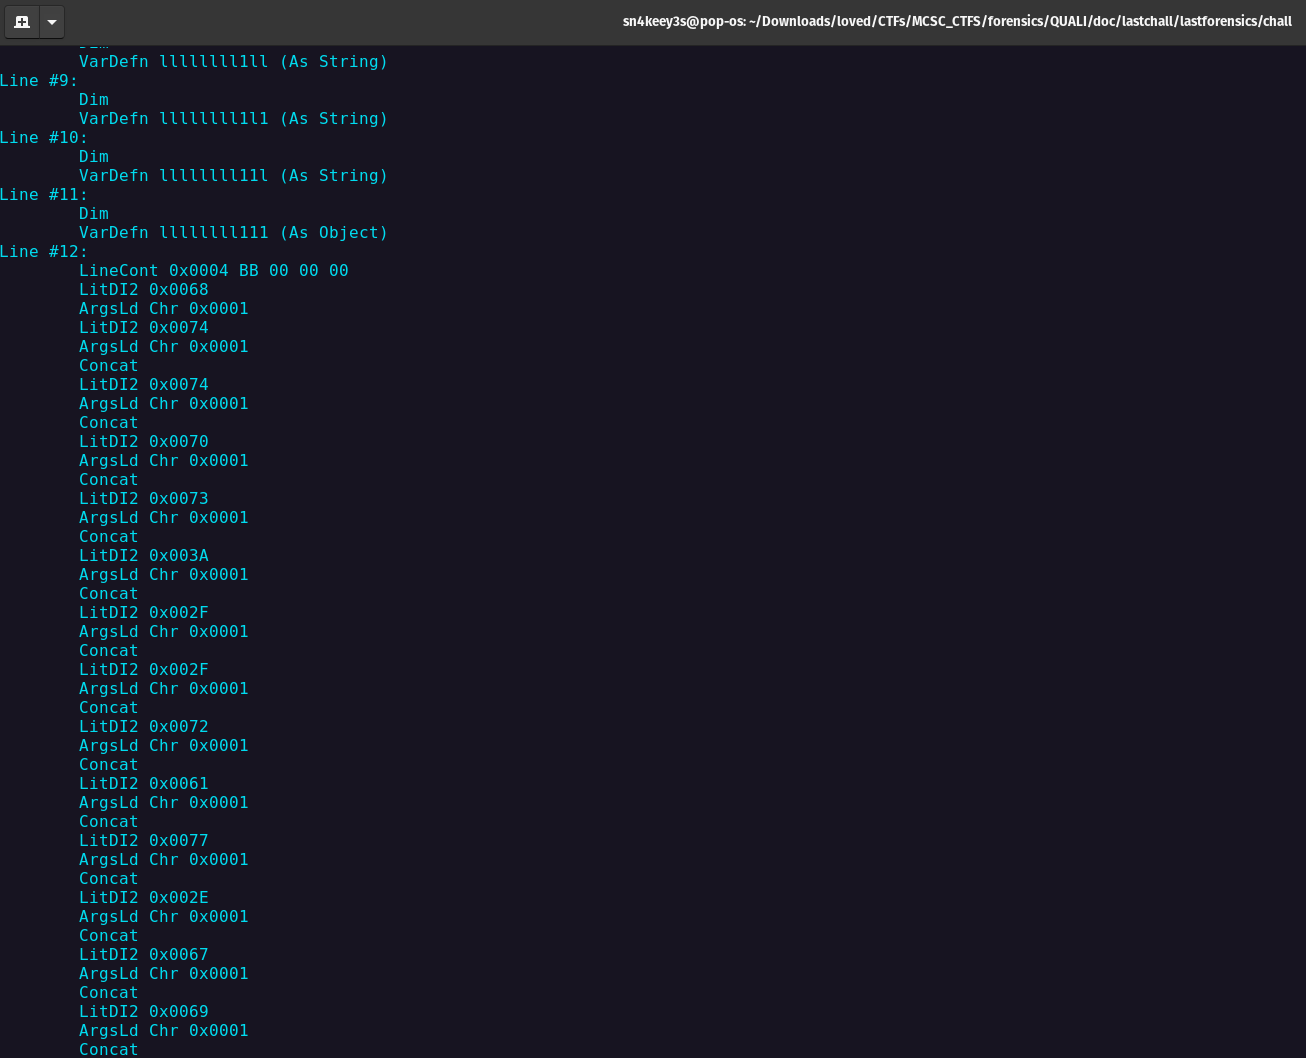 sn4keey3s@pop-os: ~/Downloads/loved/CTFs/MCSC_CTFS/forensics/QUALI/doc/lastchall/lastforensics/chall
Dim
VarDefn llllllll1ll (As String)
Line #9:
Dim
VarDefn llllllll1l1 (As String)
Line #10:
Dim
VarDefn llllllll11l (As String)
Line #11:
Dim
VarDefn llllllll111 (As Object)
Line #12:
LineCont 0x0004 BB 00 00 00
LitDI2 0x0068
ArgsLd Chr 0x0001
LitDI2 0x0074
ArgsLd Chr 0x0001
Concat
LitDI2 0x0074
ArgsLd Chr 0x0001
Concat
LitDI2 0x0070
ArgsLd Chr 0x0001
Concat
LitDI2 0x0073
ArgsLd Chr 0x0001
Concat
LitDI2 0x003A
ArgsLd Chr 0x0001
Concat
LitDI2 0x002F
ArgsLd Chr 0x0001
Concat
LitDI2 0x002F
ArgsLd Chr 0x0001
Concat
LitDI2 0x0072
ArgsLd Chr 0x0001
Concat
LitDI2 0x0061
ArgsLd Chr 0x0001
Concat
LitDI2 0x0077
ArgsLd Chr 0x0001
Concat
LitDI2 0x002E
ArgsLd Chr 0x0001
Concat
LitDI2 0x0067
ArgsLd Chr 0x0001
Concat
LitDI2 0x0069
ArgsLd Chr 0x0001
Concat